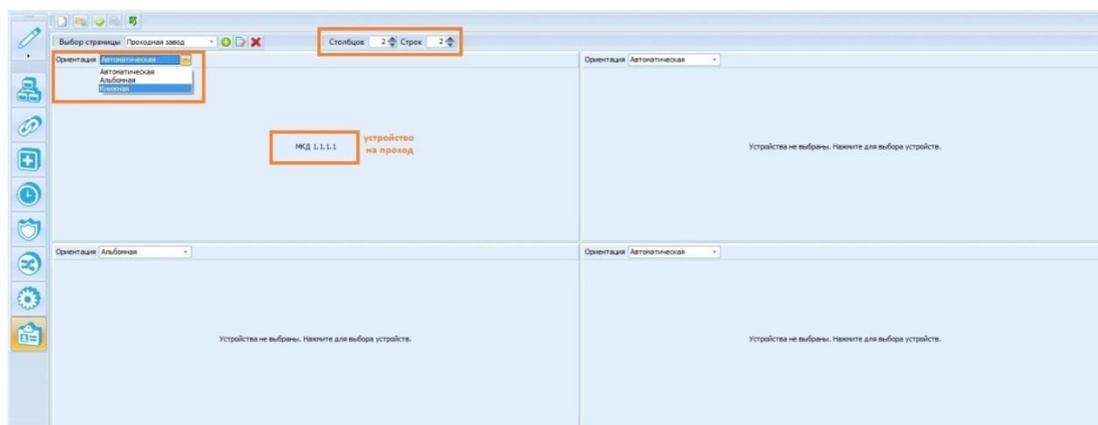 Выбор страницы Проходная завод Столбцов 2 Строк 2
Ориентация Автоматическая
Автоматическая
Альбомная
Книжная
Ориентация Автоматическая
МКД 1.1.1.1
устройство
на проход
Устройства не выбраны. Нажмите для выбора устройств.
Ориентация Альбомная
Ориентация Автоматическая
Устройства не выбраны. Нажмите для выбора устройств.
Устройства не выбраны. Нажмите для выбора устройств.